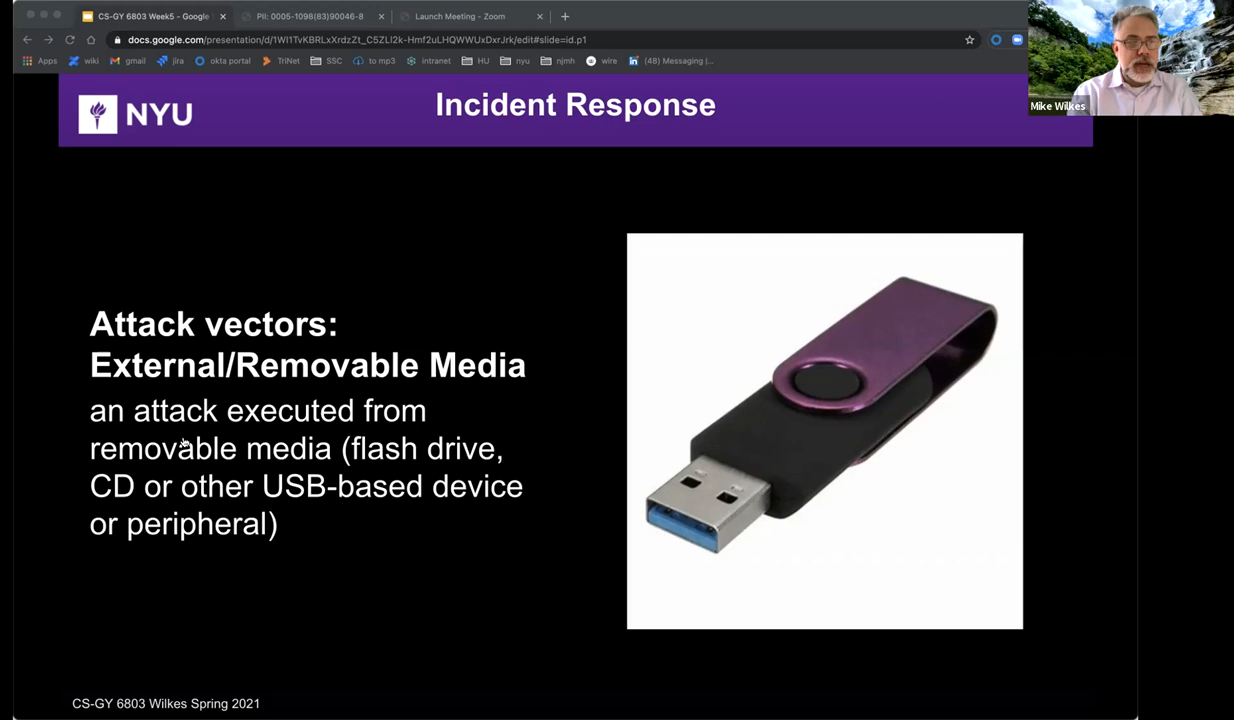 CS-GY 6803 Week5 - Google
PII: 0005-1098(83)90046-8
Launch Meeting - Zoom
docs.google.com/presentation/d/1WI1TvKBRLxXrdzZt_C5ZLI2k-Hmf2uLHQWWUxDxrJrk/edit#slide=id.p1
Apps wiki gmail jira okta portal TriNet SSC to mp3 intranet HU nyu njmh wire (48) Messaging |...
Mike Wilkes
NYU
Incident Response
Attack vectors:
External/Removable Media
an attack executed from
removable media (flash drive,
CD or other USB-based device
or peripheral)
CS-GY 6803 Wilkes Spring 2021